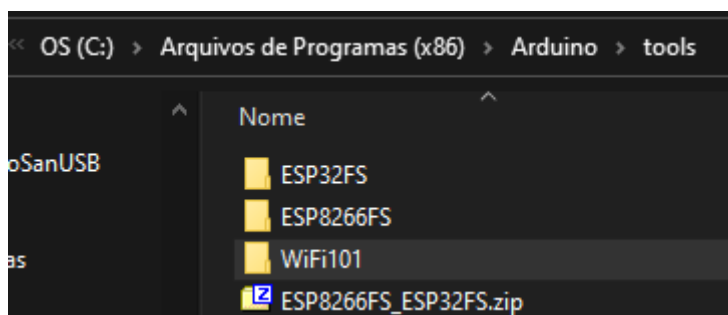 « OS (C:) > Arquivos de Programas (x86) > Arduino > tools
Nome
oSanUSB
ESP32FS
ESP8266FS
as
WiFi101
ESP8266FS_ESP32FS.zip